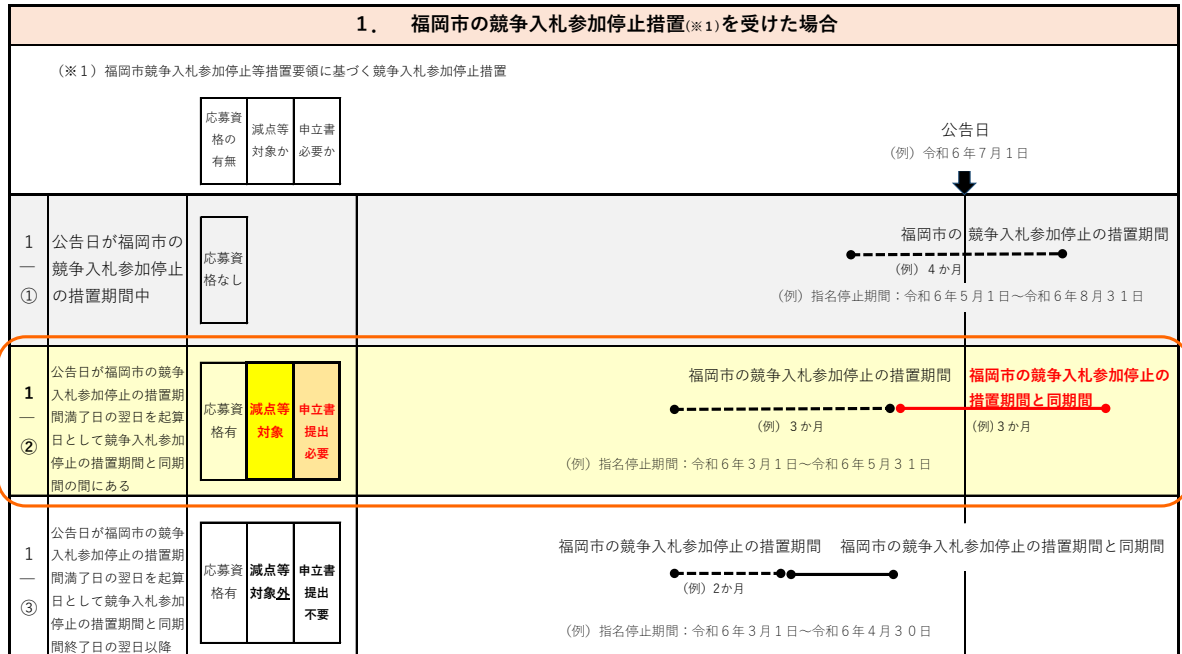 １． 福岡市の競争入札参加停止措置(※１)を受けた場合
（※１）福岡市競争入札参加停止等措置要領に基づく競争入札参加停止措置
応募資
格の
有無
減点等
対象か
申立書
必要か
公告日
（例）令和６年７月１日
1
―
①
公告日が福岡市の
競争入札参加停止
の措置期間中
応募資
格なし
福岡市の 競争入札参加停止の措置期間
（例）４か月
（例）指名停止期間：令和６年５月１日～令和６年８月３１日
1
―
②
公告日が福岡市の競争
入札参加停止の措置期
間満了日の翌日を起算
日として競争入札参加
停止の措置期間と同期
間の間にある
応募資
格有
減点等
対象
申立書
提出
必要
福岡市の競争入札参加停止の措置期間
福岡市の競争入札参加停止の
措置期間と同期間
（例）３か月
(例)３か月
（例）指名停止期間：令和６年３月１日～令和６年５月３１日
1
―
③
公告日が福岡市の競争
入札参加停止の措置期
間満了日の翌日を起算
日として競争入札参加
停止の措置期間と同期
間終了日の翌日以降
応募資
格有
減点等
対象外
申立書
提出
不要
福岡市の競争入札参加停止の措置期間 福岡市の競争入札参加停止の措置期間と同期間
（例）2か月
（例）指名停止期間：令和６年３月１日～令和６年４月３０日